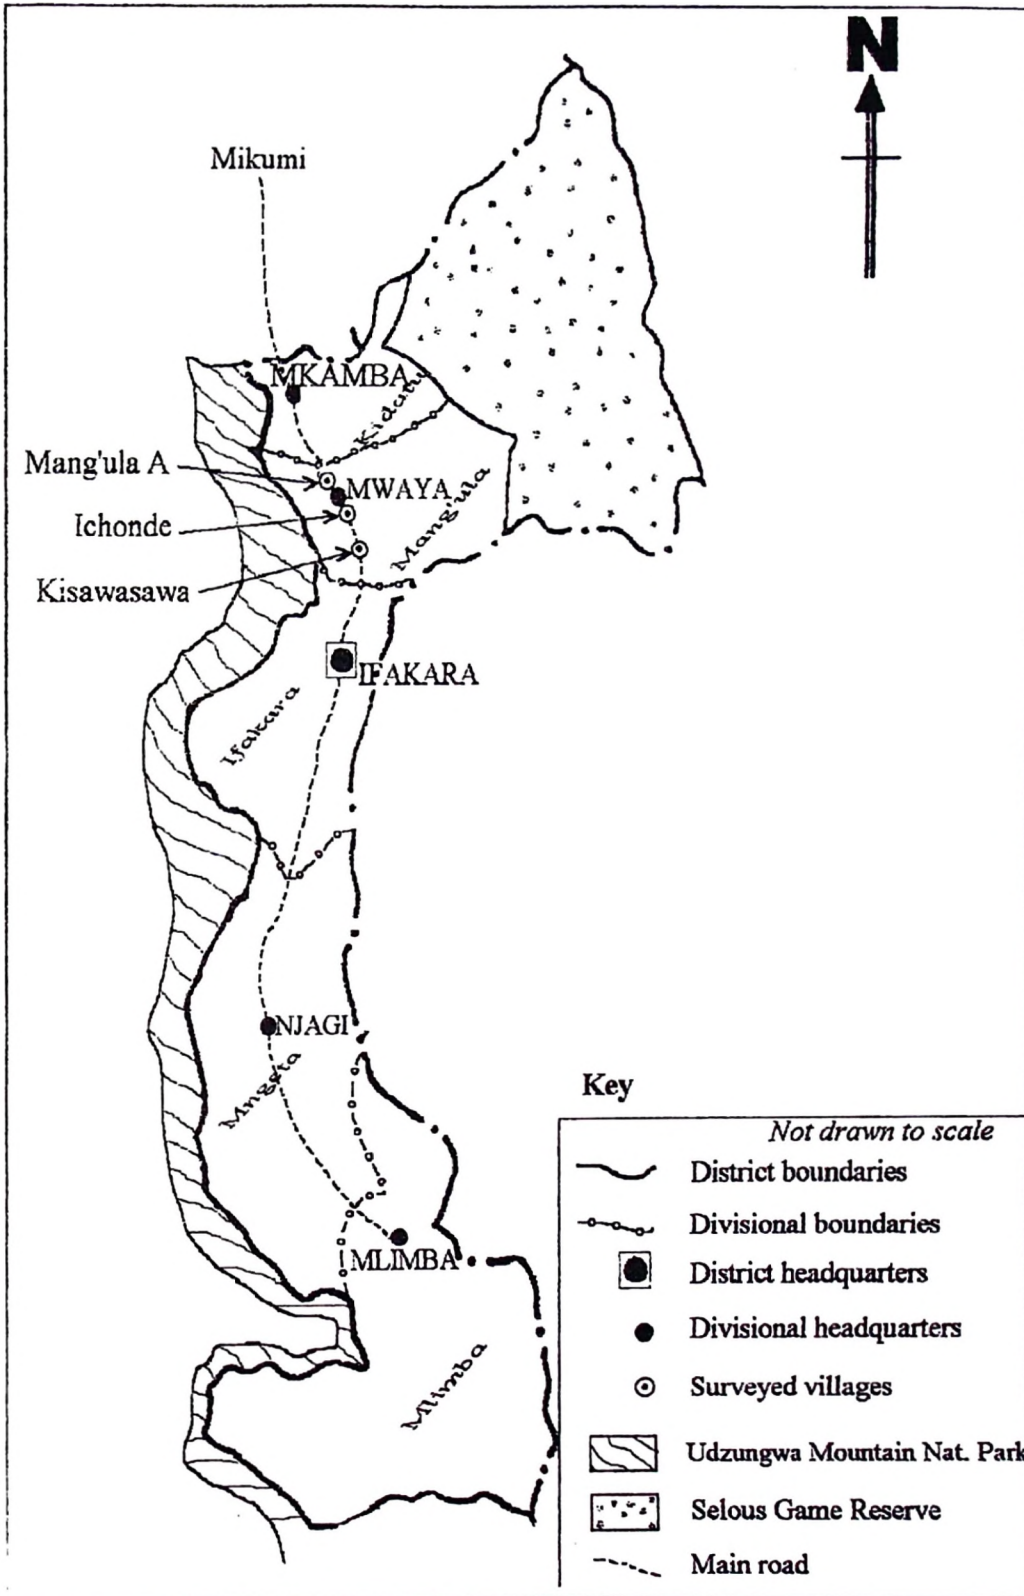 N
Mikumi
MKAMBA
Kidatu
Mang'ula A
MWAYA
Mang'ula
Ichonde
Kisawasawa
IFAKARA
Ifakara
NJAGI
Mngeta
MLIMBA
Mlimba
Key
Not drawn to scale
District boundaries
Divisional boundaries
District headquarters
Divisional headquarters
Surveyed villages
Udzungwa Mountain Nat. Park
Selous Game Reserve
Main road